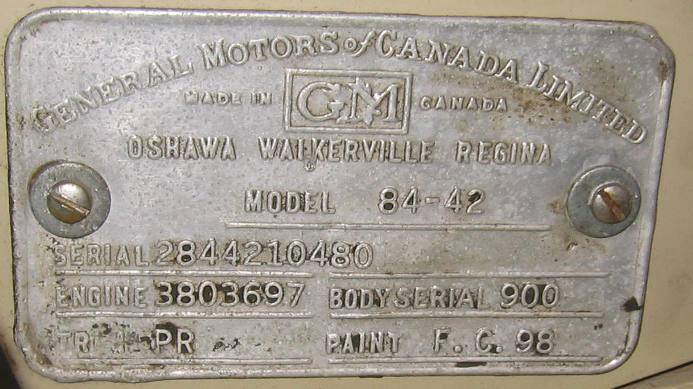 GENERAL MOTORS of CANADA LIMITED
MADE IN GM CANADA
OSHAWA WALKERVILLE REGINA
MODEL 84-42
SERIAL 2844210480
ENGINE 3803697 BODY SERIAL 900
PR PAINT F. C. 98